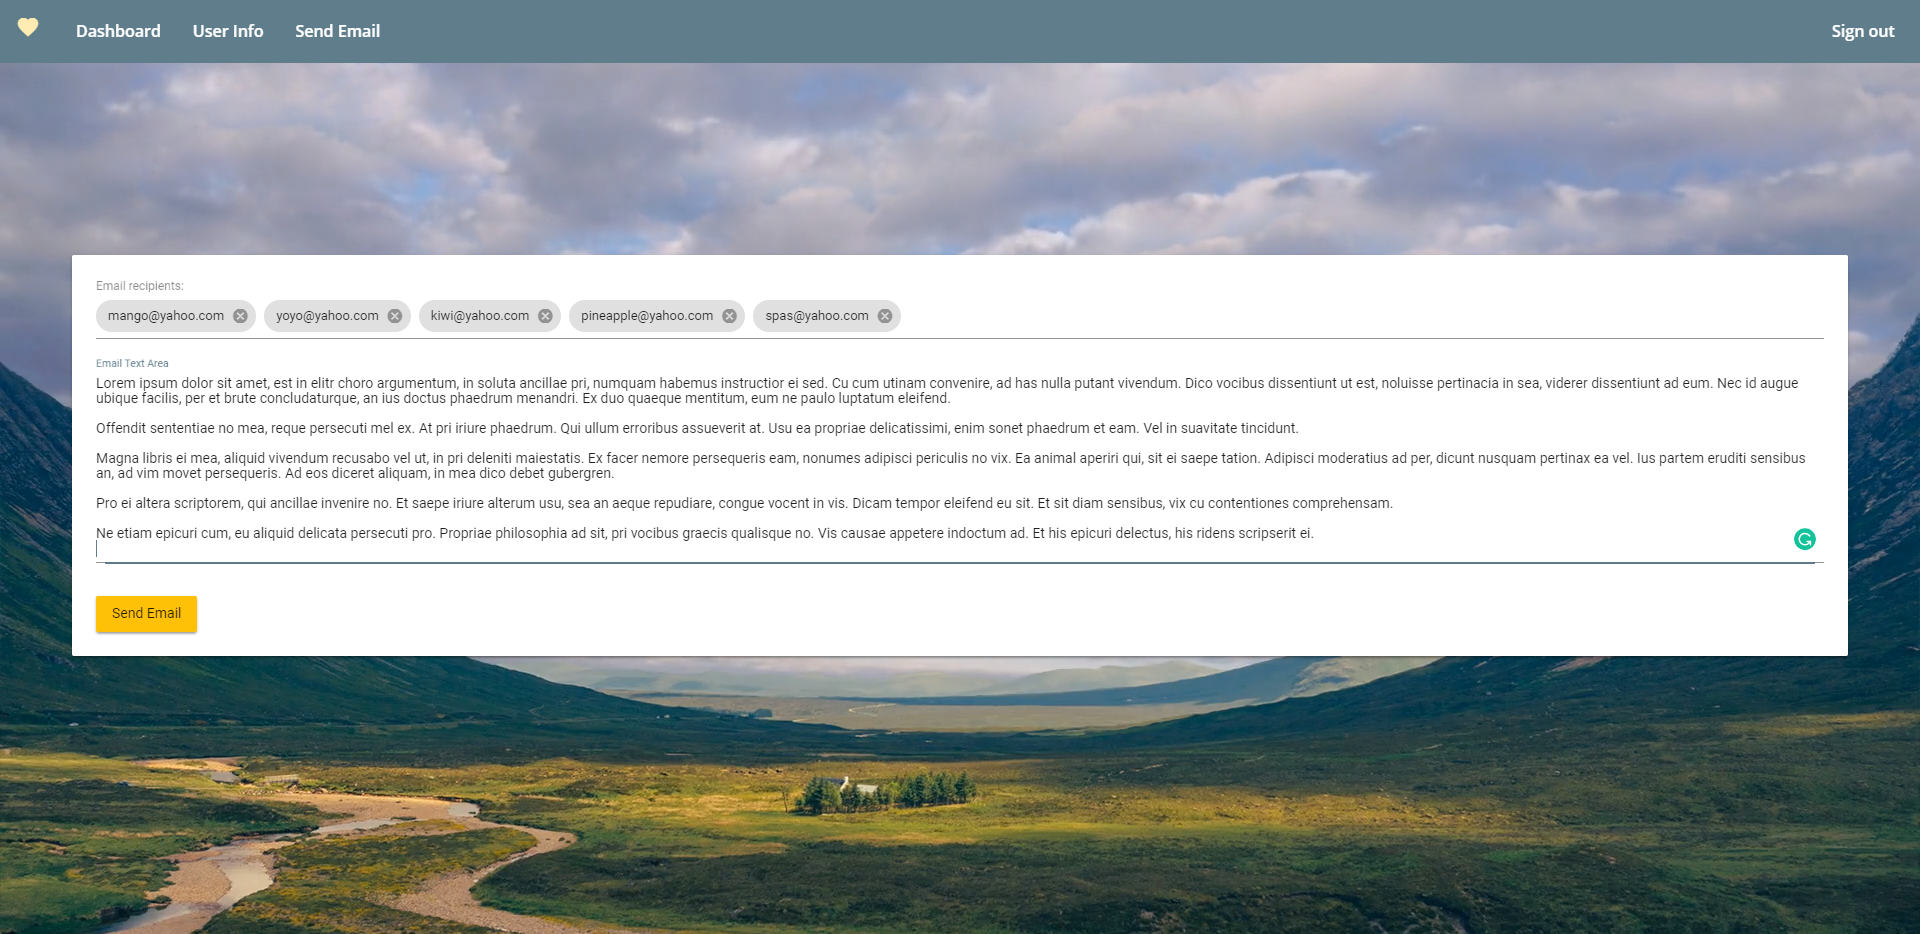 Dashboard User Info Send Email Sign out
Email recipients:
mango@yahoo.com yoyo@yahoo.com kiwi@yahoo.com pineapple@yahoo.com spas@yahoo.com
Email Text Area
Lorem ipsum dolor sit amet, est in elitr choro argumentum, in soluta ancillae pri, numquam habemus instructior ei sed. Cu cum utinam convenire, ad has nulla putant vivendum. Dico vocibus dissentiunt ut est, noluisse pertinacia in sea, viderer dissentiunt ad eum. Nec id augue
ubique facilis, per et brute concludaturque, an ius doctus phaedrum menandri. Ex duo quaeque mentitum, eum ne paulo luptatum eleifend.
Offendit sententiae no mea, reque persecuti mel ex. At pri iriure phaedrum. Qui ullum erroribus assueverit at. Usu ea propriae delicatissimi, enim sonet phaedrum et eam. Vel in suavitate tincidunt.
Magna libris ei mea, aliquid vivendum recusabo vel ut, in pri deleniti maiestatis. Ex facer nemore persequeris eam, nonumes adipisci periculis no vix. Ea animal aperiri qui, sit ei saepe tation. Adipisci moderatius ad per, dicunt nusquam pertinax ea vel. Ius partem eruditi sensibus
an, ad vim movet persequeris. Ad eos diceret aliquam, in mea dico debet gubergren.
Pro ei altera scriptorem, qui ancillae invenire no. Et saepe iriure alterum usu, sea an aeque repudiare, congue vocent in vis. Dicam tempor eleifend eu sit. Et sit diam sensibus, vix cu contentiones comprehensam.
Ne etiam epicuri cum, eu aliquid delicata persecuti pro. Propriae philosophia ad sit, pri vocibus graecis qualisque no. Vis causae appetere indoctum ad. Et his epicuri delectus, his ridens scripserit ei.
Send Email